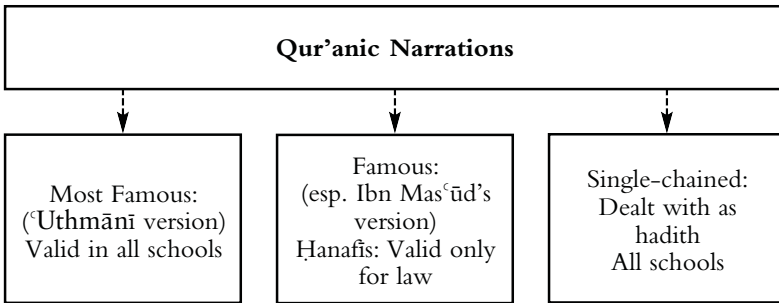 Qur’anic Narrations
Most Famous:
(ʿUthmānī version)
Valid in all schools
Famous:
(esp. Ibn Masʿūd’s
version)
Ḥanafīs: Valid only
for law
Single-chained:
Dealt with as
hadith
All schools